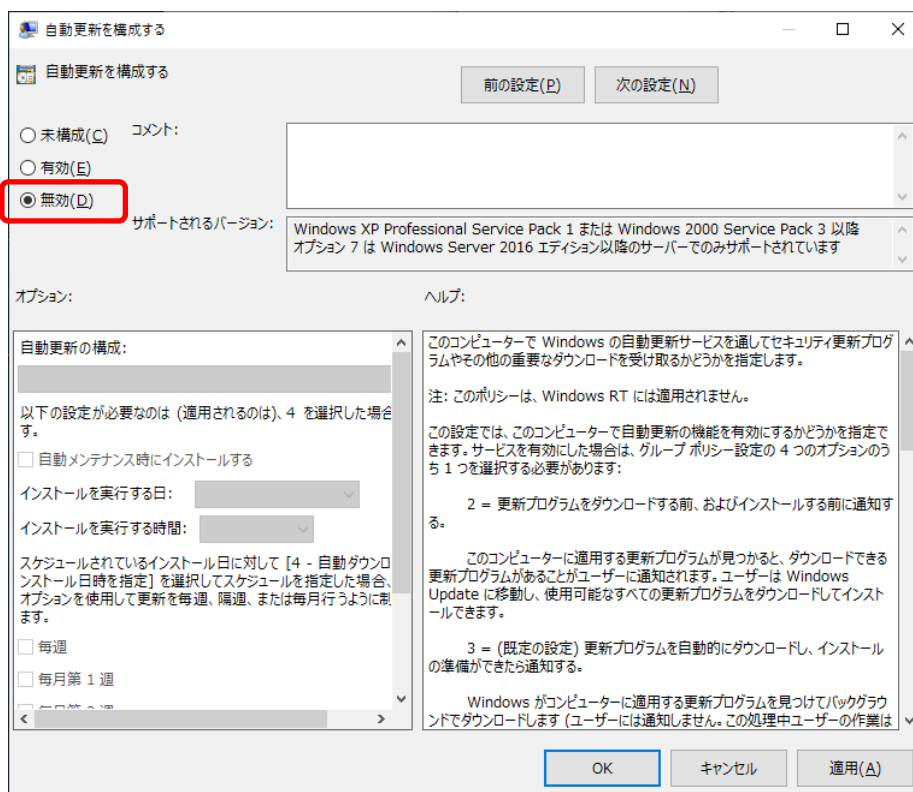 自動更新を構成する
自動更新を構成する
前の設定(P)
次の設定(N)
未構成(C)
コメント:
有効(E)
無効(D)
サポートされるバージョン:
Windows XP Professional Service Pack 1 または Windows 2000 Service Pack 3 以降
オプション 7 は Windows Server 2016 エディション以降のサーバーでのみサポートされています
オプション:
ヘルプ:
自動更新の構成:
以下の設定が必要なのは (適用されるのは)、4 を選択した場合
す。
自動メンテナンス時にインストールする
インストールを実行する日:
インストールを実行する時間:
スケジュールされているインストール日に対して [4 - 自動ダウンロ
ンストール日時を指定] を選択してスケジュールを指定した場合、
オプションを使用して更新を毎週、隔週、または毎月行うように制
ます。
毎週
毎月第 1 週
このコンピューターで Windows の自動更新サービスを通してセキュリティ更新プログ
ラムやその他の重要なダウンロードを受け取るかどうかを指定します。
注: このポリシーは、Windows RT には適用されません。
この設定では、このコンピューターで自動更新の機能を有効にするかどうかを指定で
きます。サービスを有効にした場合は、グループ ポリシー設定の 4 つのオプションのう
ち 1 つを選択する必要があります:
2 = 更新プログラムをダウンロードする前、およびインストールする前に通知す
る。
このコンピューターに適用する更新プログラムが見つかると、ダウンロードできる
更新プログラムがあることがユーザーに通知されます。ユーザーは Windows
Update に移動し、使用可能なすべての更新プログラムをダウンロードしてインスト
ールできます。
3 = (既定の設定) 更新プログラムを自動的にダウンロードし、インストール
の準備ができたら通知する。
Windows がコンピューターに適用する更新プログラムを見つけてバックグラウ
ンドでダウンロードします (ユーザーには通知しません。この処理中ユーザーの作業は
OK
キャンセル
適用(A)